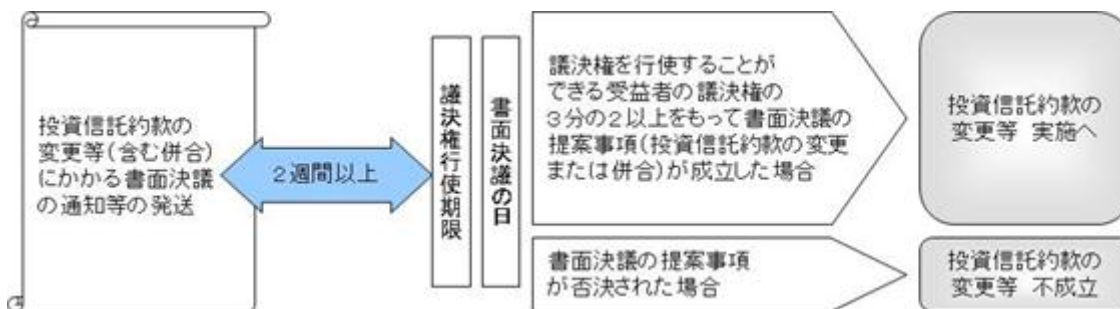 投資信託約款の
変更等(含む併合)
にかかる書面決議
の通知等の発送
2週間以上
議決権行使期限
書面決議の日
議決権を行使することが
できる受益者の議決権の
3分の2以上をもって書面決議の
提案事項(投資信託約款の変更
または併合)が成立した場合
投資信託約款の
変更等 実施へ
書面決議の提案事項
が否決された場合
投資信託約款の
変更等 不成立